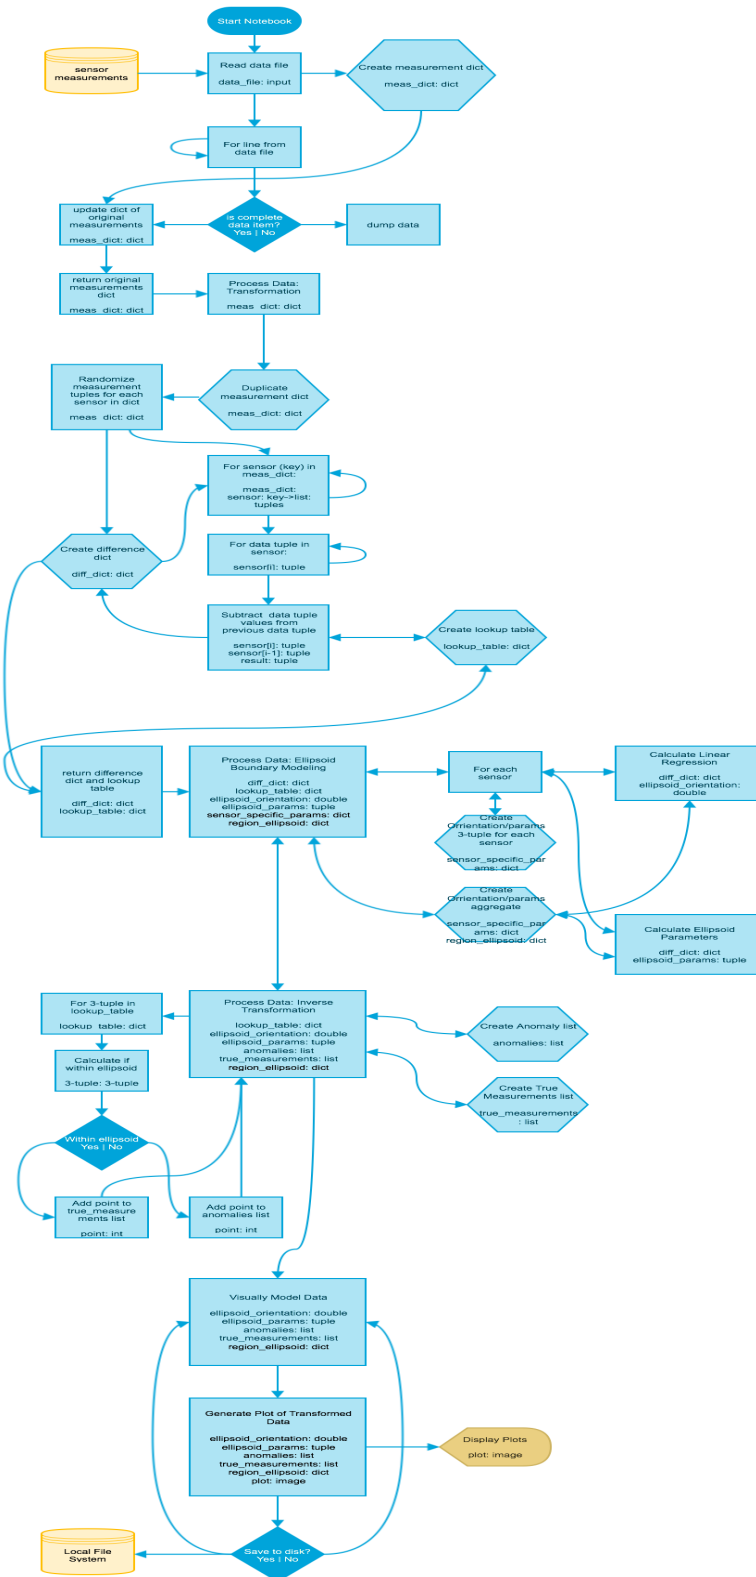 Start Notebook
sensor
measurements
Read data file
data_file: input
Create measurement dict
meas_dict: dict
For line from
data file
update dict of
original
measurements
meas_dict: dict
is complete
data item?
Yes | No
dump data
return original
measurements
dict
meas_dict: dict
Process Data:
Transformation
meas_dict: dict
Randomize
measurement
tuples for each
sensor in dict
meas_dict: dict
Duplicate
measurement dict
meas_dict: dict
For sensor (key) in
meas_dict:
meas_dict:
sensor: key->list:
tuples
Create difference
dict
diff_dict: dict
For data tuple in
sensor:
sensor[i]: tuple
Subtract data tuple
values from
previous data tuple
sensor[i]: tuple
sensor[i-1]: tuple
result: tuple
Create lookup table
lookup_table: dict
return difference
dict and lookup
table
diff_dict: dict
lookup_table: dict
Process Data: Ellipsoid
Boundary Modeling
diff_dict: dict
lookup_table: dict
ellipsoid_orientation: double
ellipsoid_params: tuple
sensor_specific_params: dict
region_ellipsoid: dict
For each
sensor
Calculate Linear
Regression
diff_dict: dict
ellipsoid_orientation:
double
Create
Orrientation/params
3-tuple for each
sensor
sensor_specific_par
ams: dict
Create
Orrientation/params
aggregate
sensor_specific_par
ams: dict
region_ellipsoid: dict
Calculate Ellipsoid
Parameters
diff_dict: dict
ellipsoid_params: tuple
For 3-tuple in
lookup_table
lookup_table: dict
Process Data: Inverse
Transformation
lookup_table: dict
ellipsoid_orientation: double
ellipsoid_params: tuple
anomalies: list
true_measurements: list
region_ellipsoid: dict
Create Anomaly list
anomalies: list
Calculate if
within ellipsoid
3-tuple: 3-tuple
Create True
Measurements list
true_measurements
: list
Within ellipsoid
Yes | No
Add point to
true_measure
ments list
point: int
Add point to
anomalies list
point: int
Visually Model Data
ellipsoid_orientation: double
ellipsoid_params: tuple
anomalies: list
true_measurements: list
region_ellipsoid: dict
Generate Plot of Transformed
Data
ellipsoid_orientation: double
ellipsoid_params: tuple
anomalies: list
true_measurements: list
region_ellipsoid: dict
plot: image
Display Plots
plot: image
Save to disk?
Yes | No
Local File
System